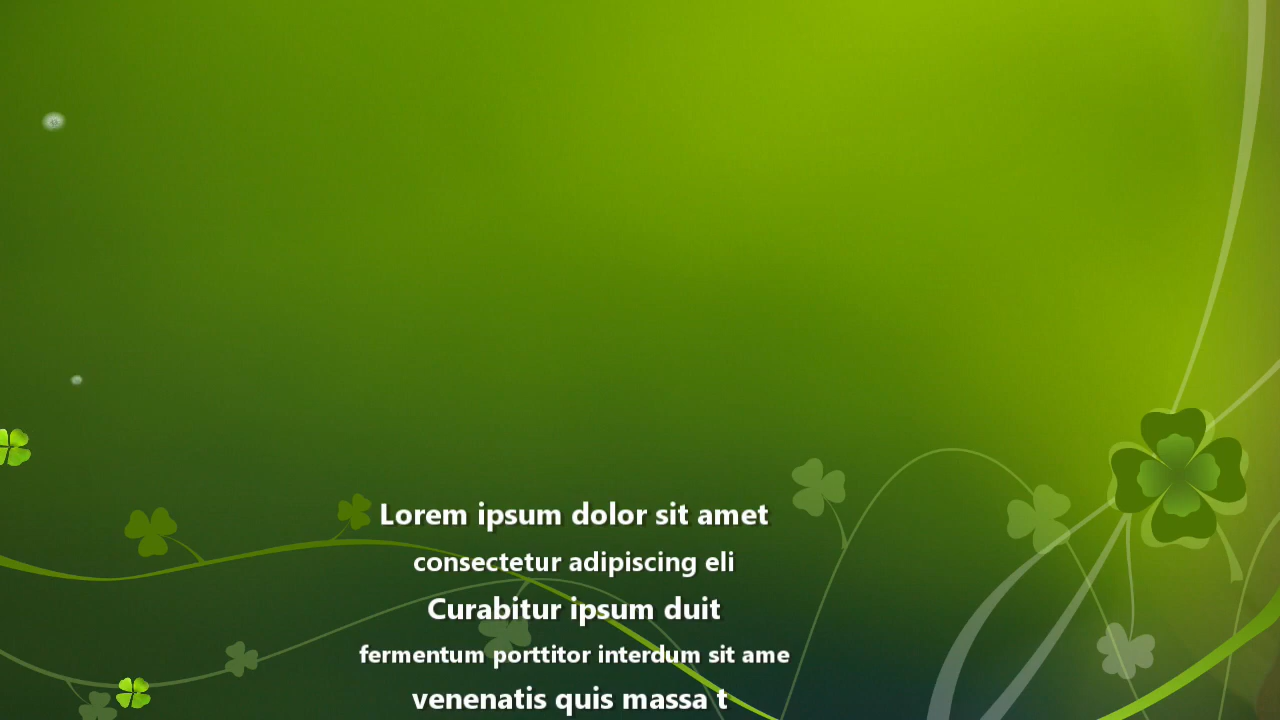 Lorem ipsum dolor sit amet
consectetur adipiscing eli
Curabitur ipsum duit
fermentum porttitor interdum sit ame
venenatis quis massa t